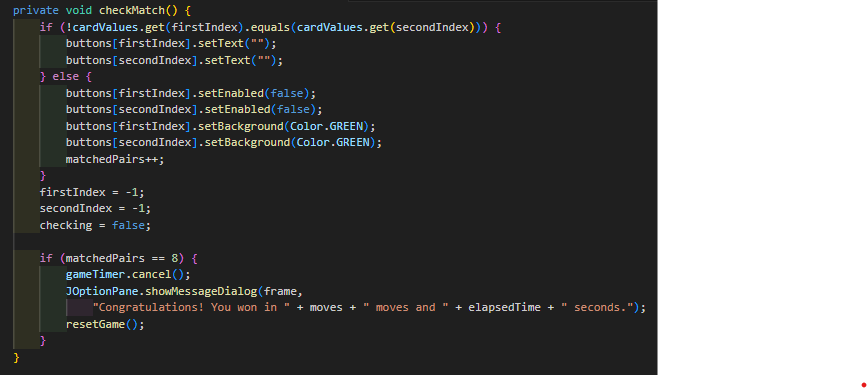 private void checkMatch() {
    if (!cardValues.get(firstIndex).equals(cardValues.get(secondIndex))) {
        buttons[firstIndex].setText("");
        buttons[secondIndex].setText("");
    } else {
        buttons[firstIndex].setEnabled(false);
        buttons[secondIndex].setEnabled(false);
        buttons[firstIndex].setBackground(Color.GREEN);
        buttons[secondIndex].setBackground(Color.GREEN);
        matchedPairs++;
    }
    firstIndex = -1;
    secondIndex = -1;
    checking = false;

    if (matchedPairs == 8) {
        gameTimer.cancel();
        JOptionPane.showMessageDialog(frame,
            "Congratulations! You won in " + moves + " moves and " + elapsedTime + " seconds.");
        resetGame();
    }
}